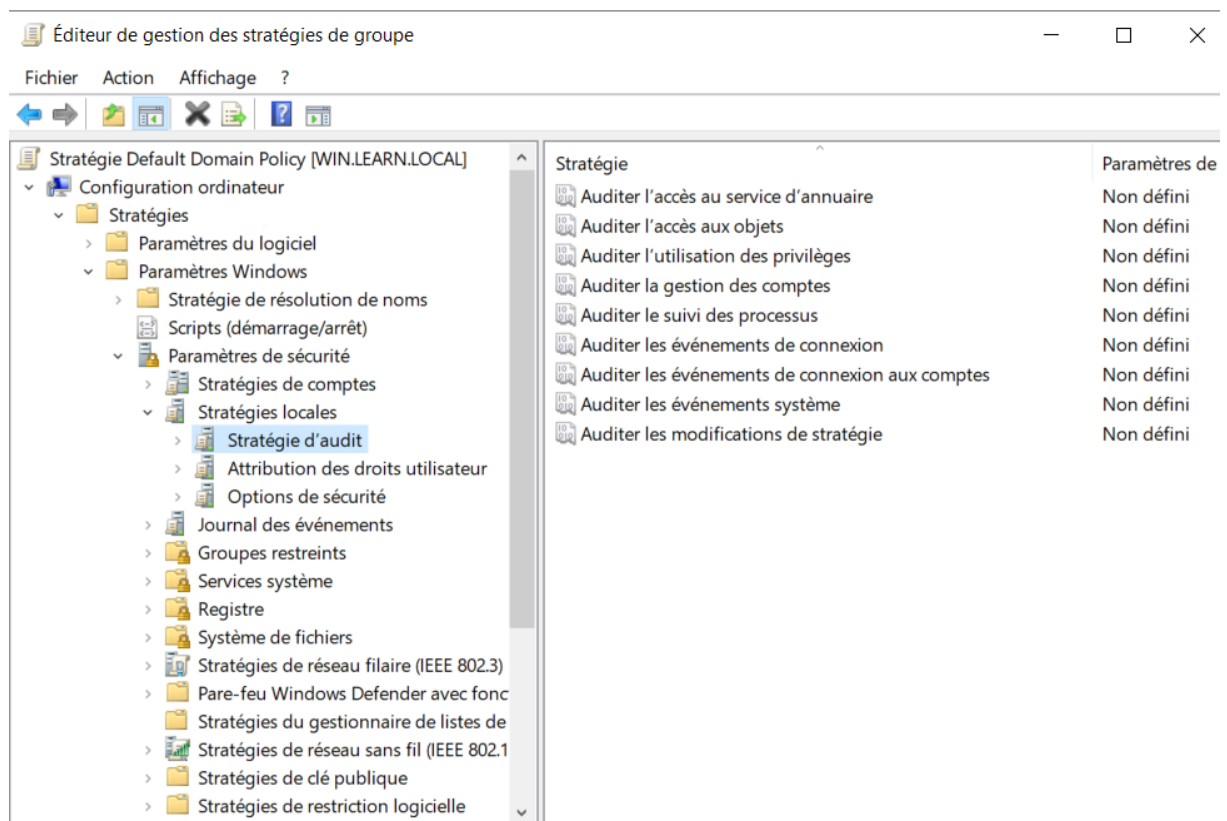 Éditeur de gestion des stratégies de groupe
Fichier Action Affichage ?
Stratégie Default Domain Policy [WIN.LEARN.LOCAL]
Configuration ordinateur
Stratégies
Paramètres du logiciel
Paramètres Windows
Stratégie de résolution de noms
Scripts (démarrage/arrêt)
Paramètres de sécurité
Stratégies de comptes
Stratégies locales
Stratégie d'audit
Attribution des droits utilisateur
Options de sécurité
Journal des événements
Groupes restreints
Services système
Registre
Système de fichiers
Stratégies de réseau filaire (IEEE 802.3)
Pare-feu Windows Defender avec fonc
Stratégies du gestionnaire de listes de
Stratégies de réseau sans fil (IEEE 802.1
Stratégies de clé publique
Stratégies de restriction logicielle
Stratégie Paramètres de
Auditer l'accès au service d'annuaire Non défini
Auditer l'accès aux objets Non défini
Auditer l'utilisation des privilèges Non défini
Auditer la gestion des comptes Non défini
Auditer le suivi des processus Non défini
Auditer les événements de connexion Non défini
Auditer les événements de connexion aux comptes Non défini
Auditer les événements système Non défini
Auditer les modifications de stratégie Non défini